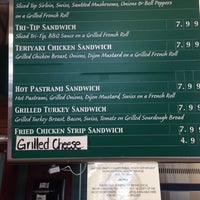 Sliced Top Sirloin, Swiss, Sautéed Mushrooms, Onions & Bell Peppers
on a Grilled French Roll
TRI-TIP SANDWICH 7.99
Sliced Tri-Tip, BBQ Sauce on a Grilled French Roll
TERIYAKI CHICKEN SANDWICH 7.99
Grilled Chicken Breast, Onions, Dijon Mustard on a Grilled French Roll
HOT PASTRAMI SANDWICH 7.99
Hot Pastrami, Grilled Onions, Dijon Mustard, Swiss on a French Roll
GRILLED TURKEY SANDWICH 7.99
Grilled Turkey Breast, Bacon, Swiss, Tomato on Grilled Sourdough Bread
FRIED CHICKEN STRIP SANDWICH 7.99
Grilled Cheese 4.99